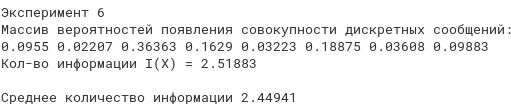 Эксперимент 6
Массив вероятностей появления совокупности дискретных сообщений:
0.0955 0.02207 0.36363 0.1629 0.03223 0.18875 0.03608 0.09883
Кол-во информации I(X) = 2.51883
Среднее количество информации 2.44941